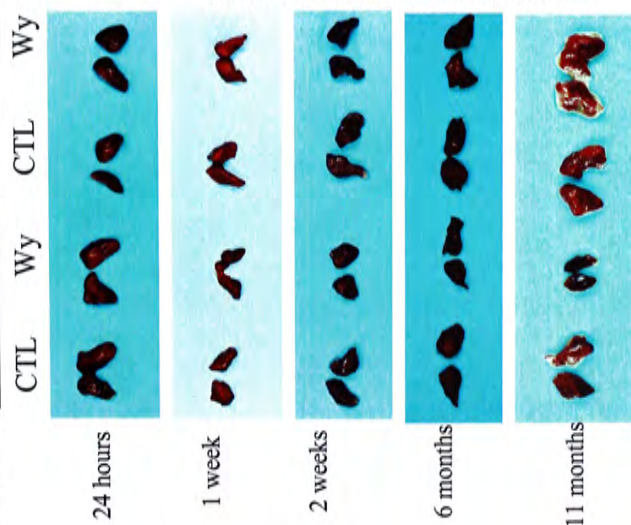 CTL Wy CTL Wy
24 hours
1 week
2 weeks
6 months
11 months